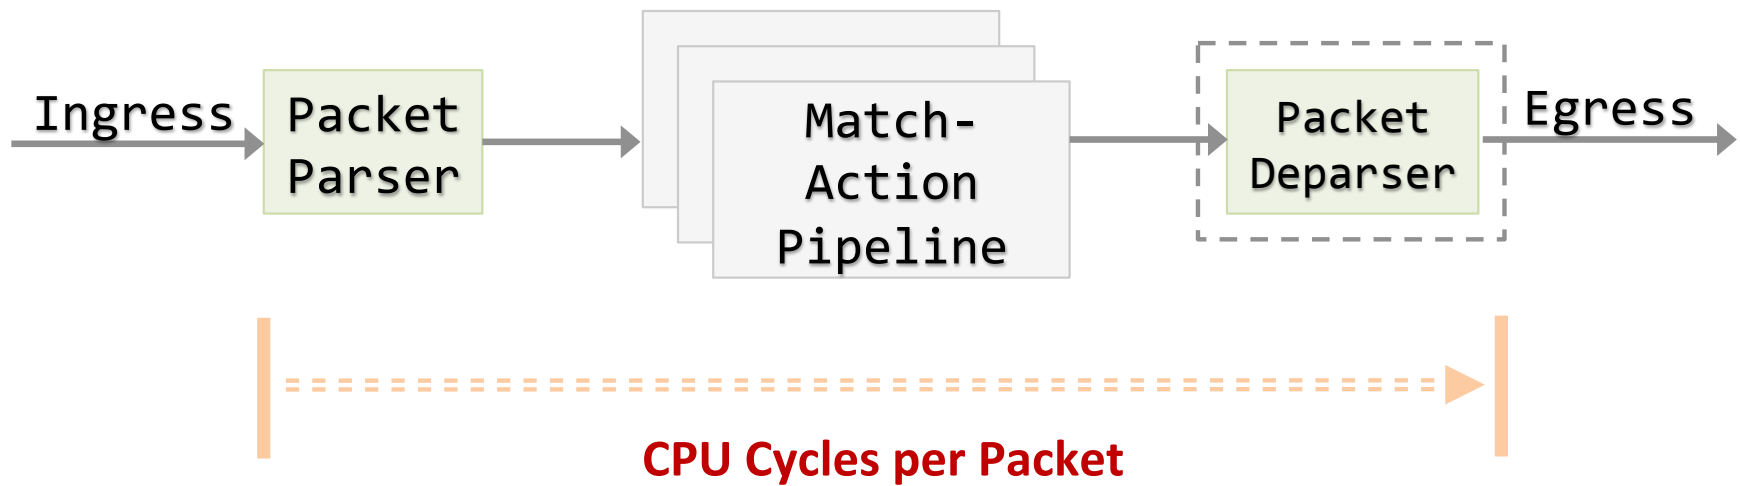 Ingress
Packet
Parser
Match-
Action
Pipeline
Packet
Deparser
Egress
CPU Cycles per Packet